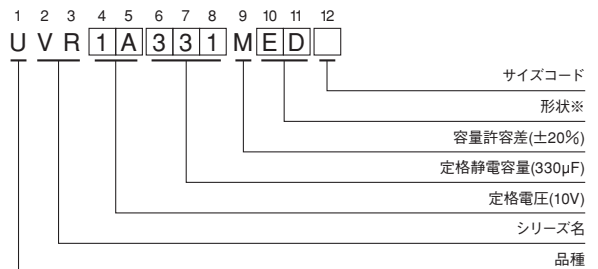 1 2 3 4 5 6 7 8 9 10 11 12
U V R 1 A 3 3 1 M E D
サイズコード
形状※
容量許容差(±20%)
定格静電容量(330µF)
定格電圧(10V)
シリーズ名
品種